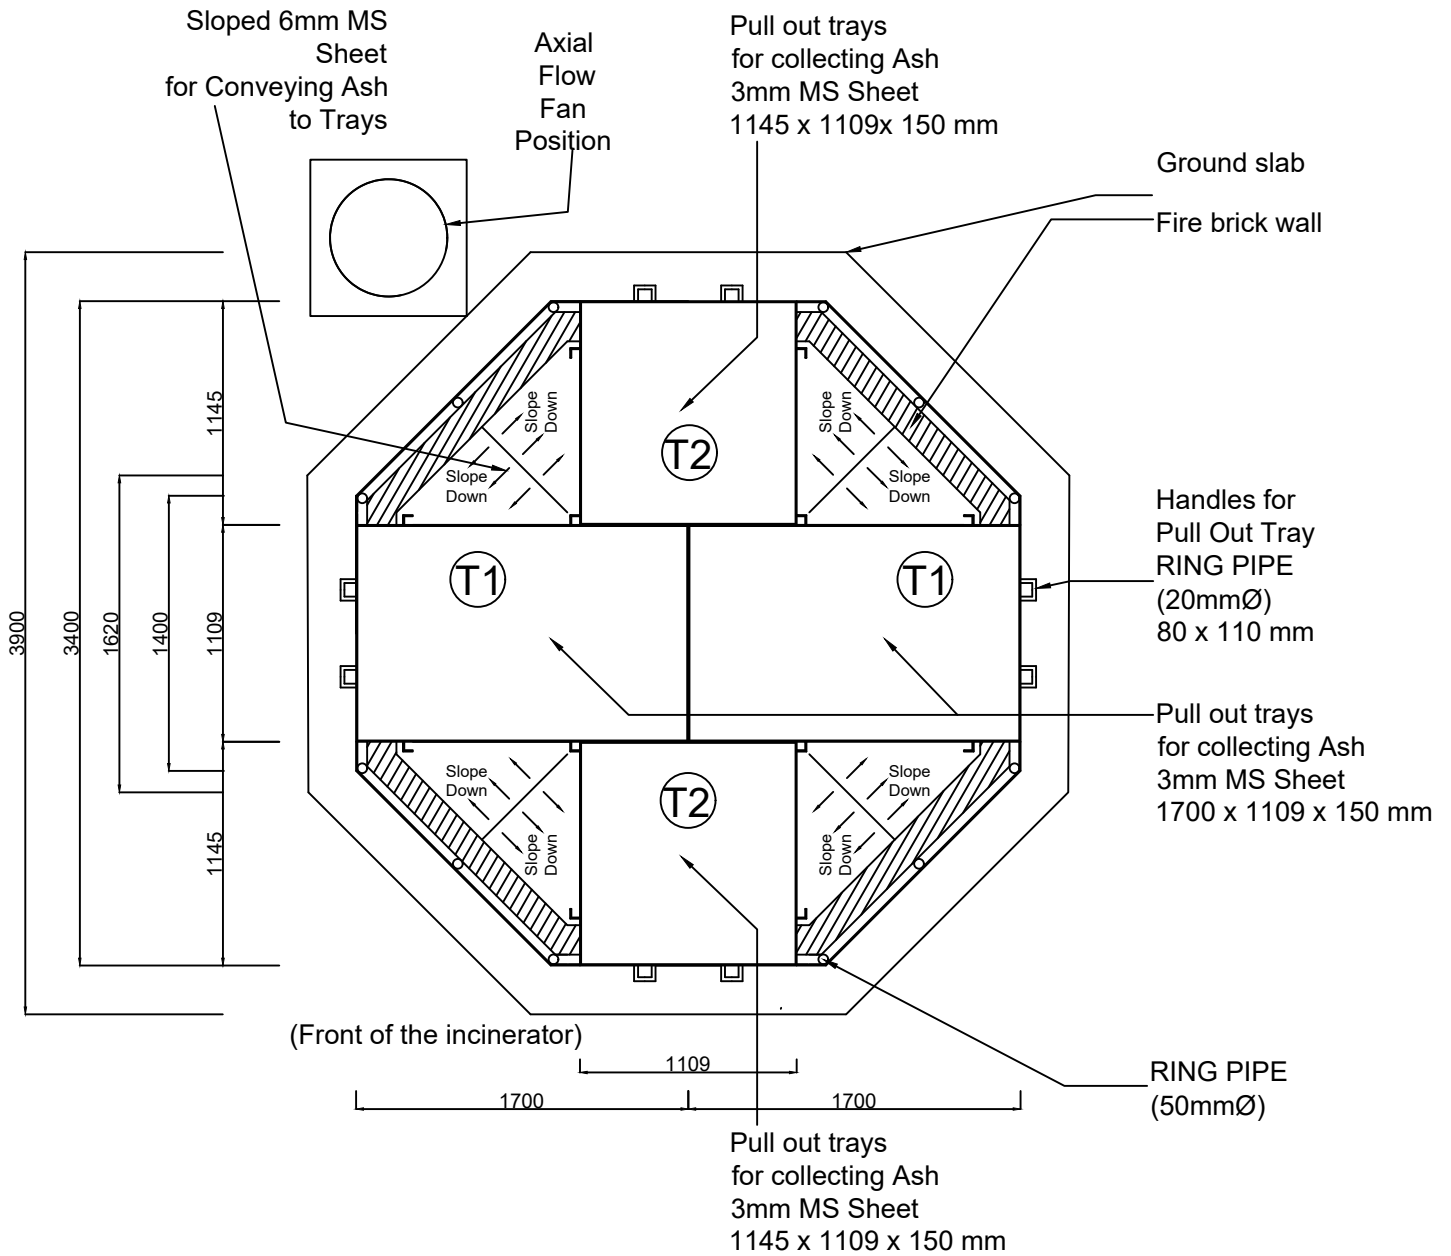 Sloped 6mm MS
Sheet
for Conveying Ash
to Trays
Axial
Flow
Fan
Position
Pull out trays
for collecting Ash
3mm MS Sheet
1145 x 1109x 150 mm
Ground slab
Fire brick wall
Slope
Down
Slope
Down
T2
Slope
Down
Slope
Down
Handles for
Pull Out Tray
RING PIPE
(20mmØ)
80 x 110 mm
3900
3400
1620
1400
1145
1109
1145
T1
T1
Pull out trays
for collecting Ash
3mm MS Sheet
1700 x 1109 x 150 mm
Slope
Down
Slope
Down
T2
Slope
Down
Slope
Down
(Front of the incinerator)
1109
1700
1700
RING PIPE
(50mmØ)
Pull out trays
for collecting Ash
3mm MS Sheet
1145 x 1109 x 150 mm